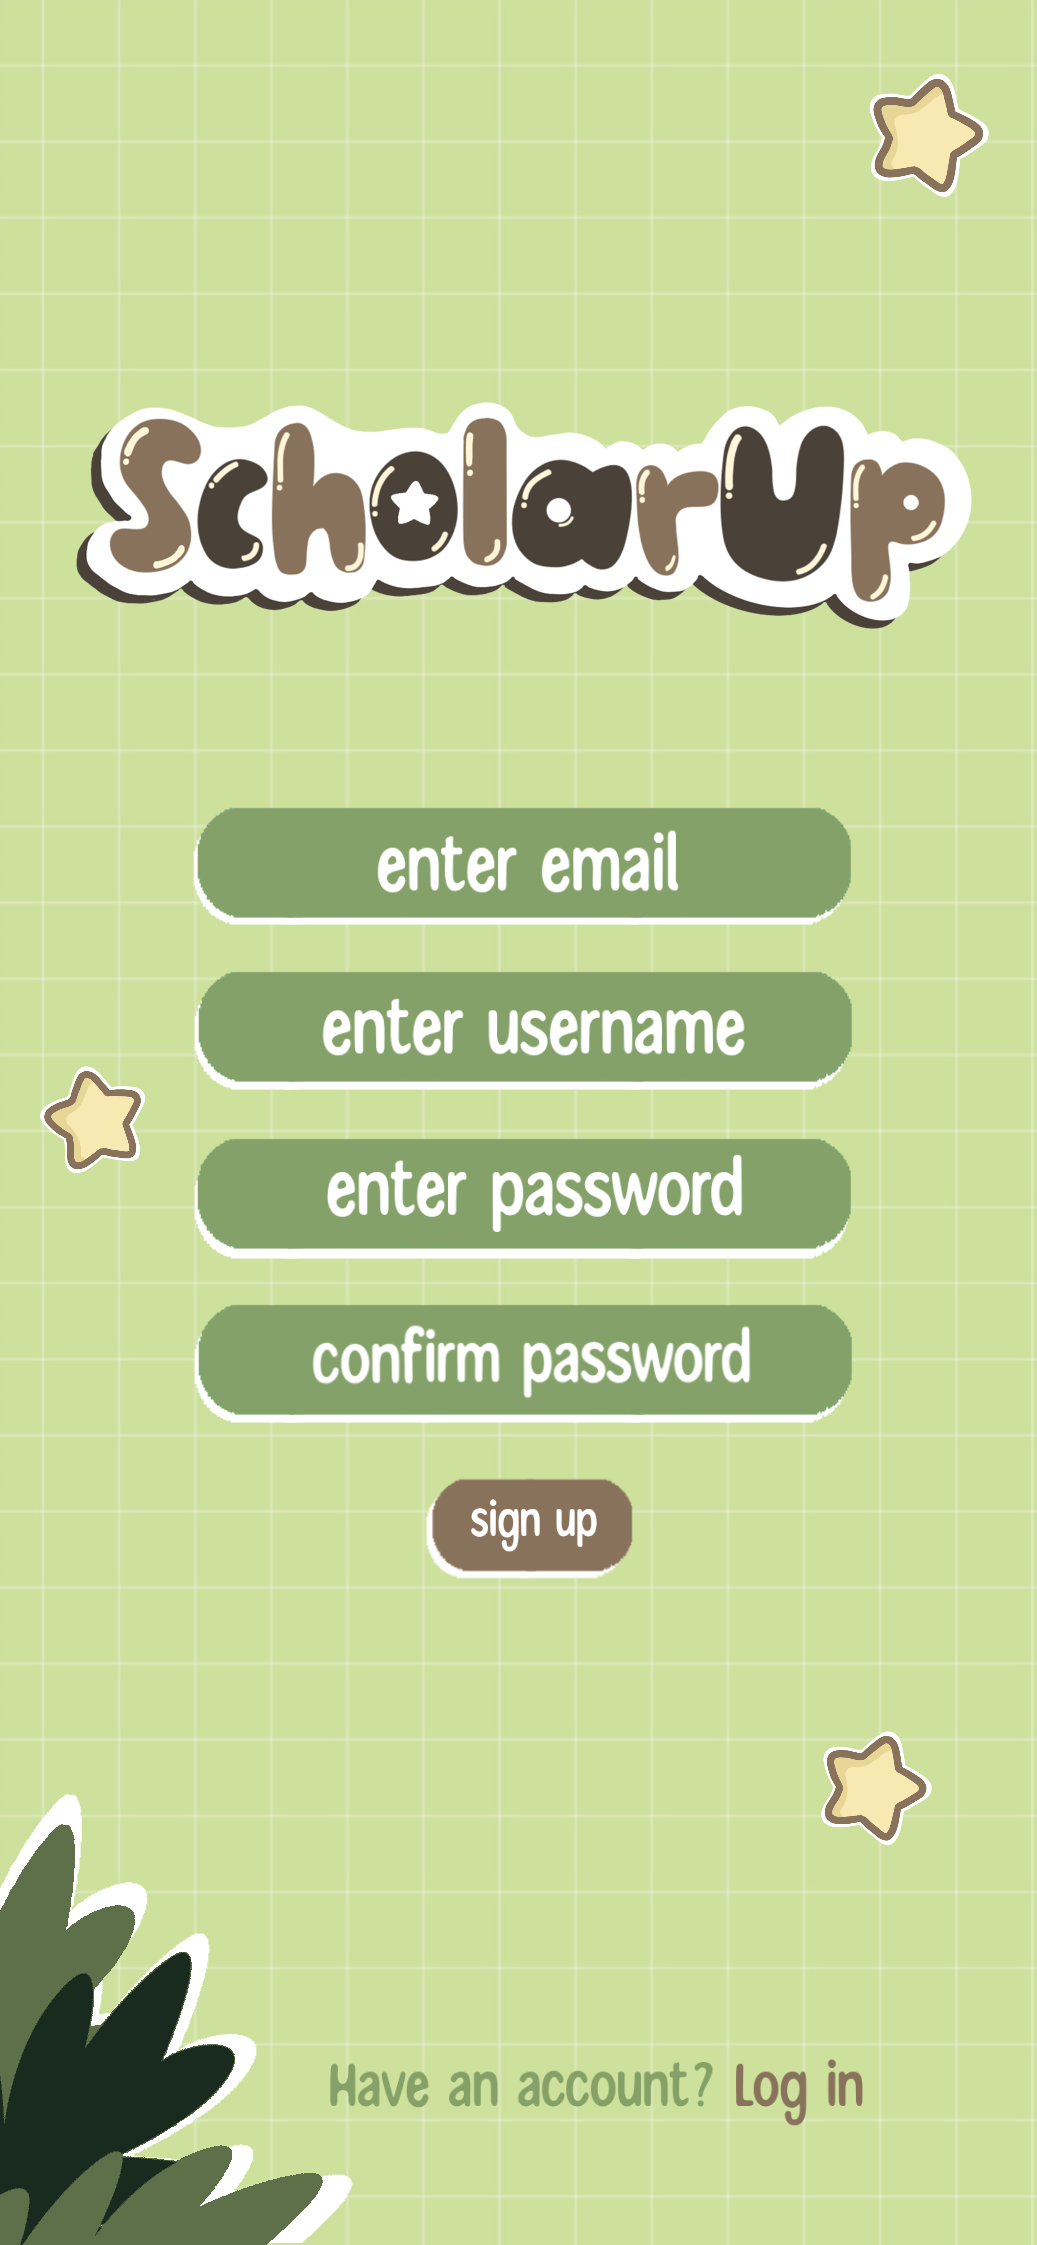 ScholarUp
enter email
enter username
enter password
confirm password
sign up
Have an account? Log in